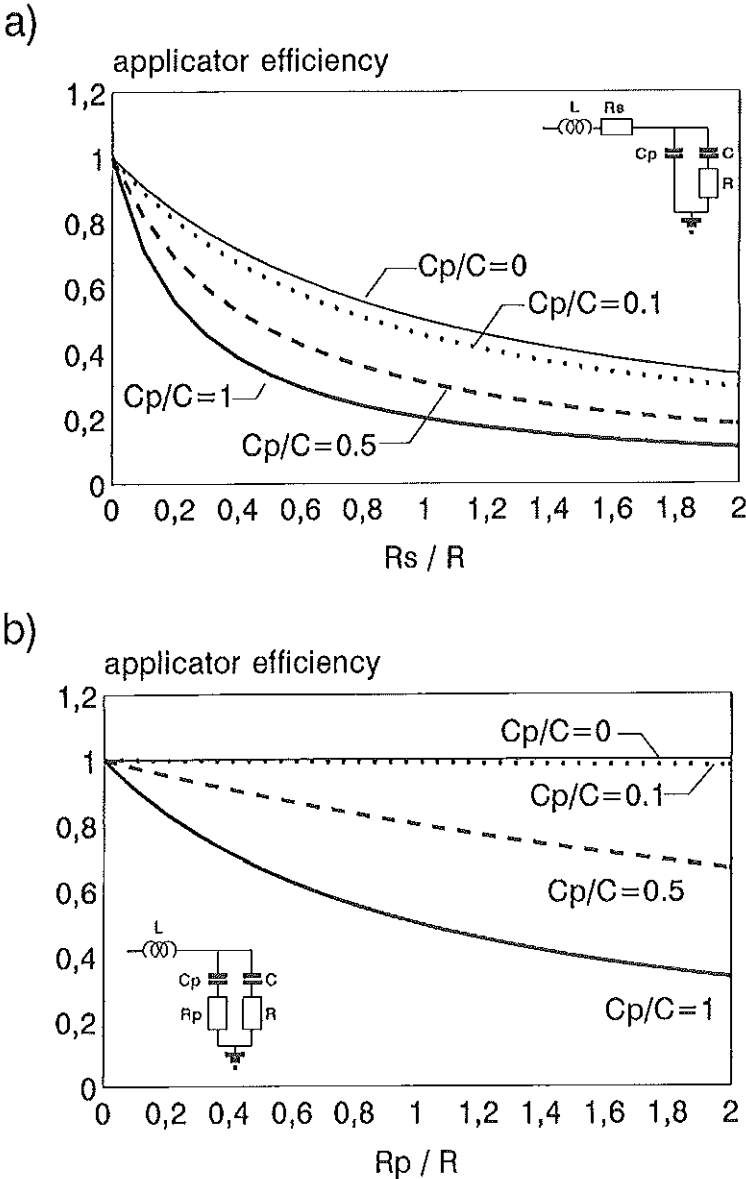 a)
applicator efficiency
1,2
1
0,8
0,6
0,4
0,2
0
L Rs
Cp C
R
Cp/C=0
Cp/C=0.1
Cp/C=1
Cp/C=0.5
0 0,2 0,4 0,6 0,8 1 1,2 1,4 1,6 1,8 2
Rs / R
b)
applicator efficiency
1,2
1
0,8
0,6
0,4
0,2
0
Cp/C=0
Cp/C=0.1
Cp/C=0.5
Cp/C=1
L
Cp C
Rp R
0 0,2 0,4 0,6 0,8 1 1,2 1,4 1,6 1,8 2
Rp / R